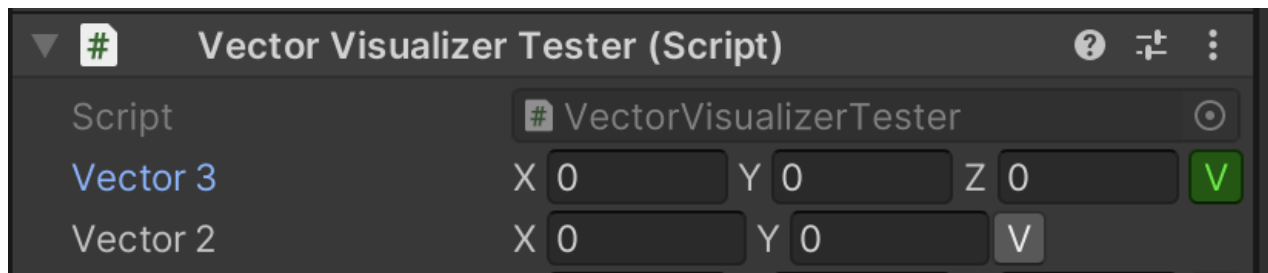 # Vector Visualizer Tester (Script) ?
Script # VectorVisualizerTester
Vector 3 X 0 Y 0 Z 0 V
Vector 2 X 0 Y 0 V